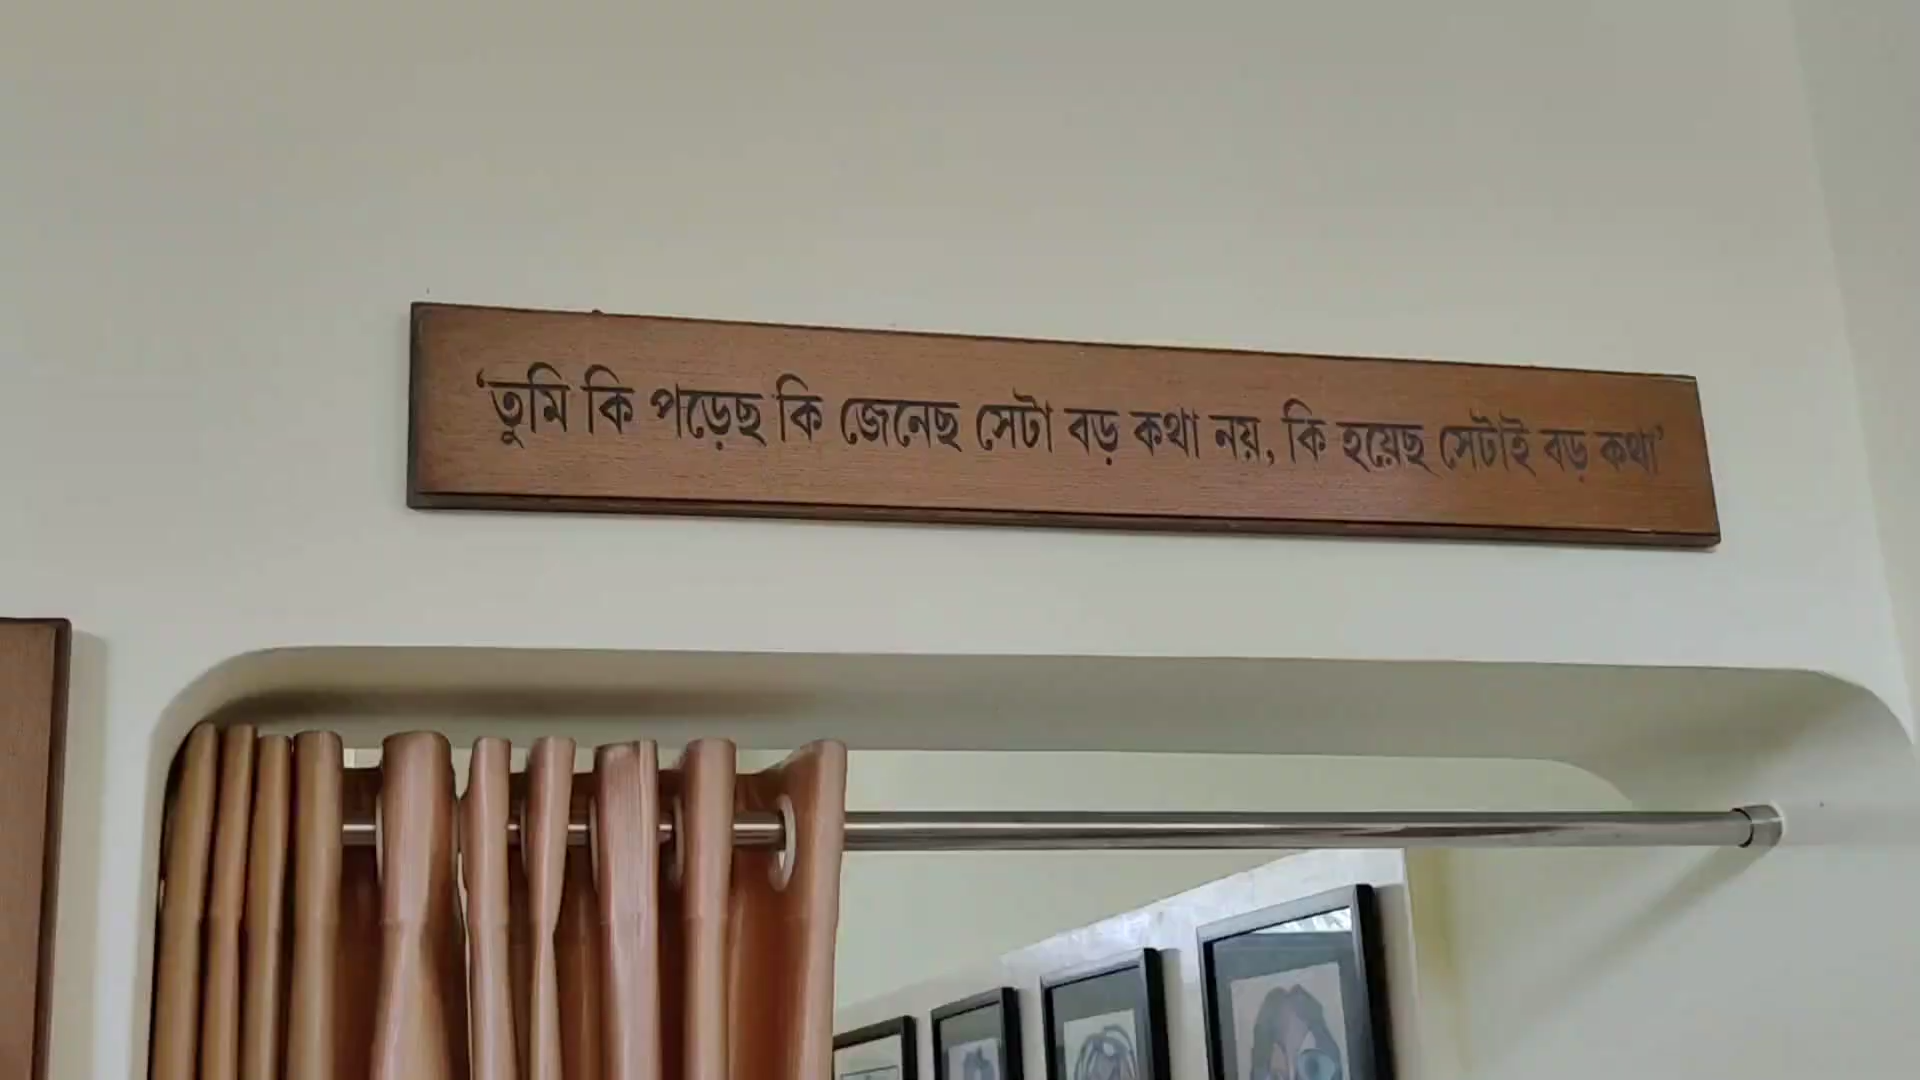 ‘তুমি কি পড়েছ কি জেনেছ সেটা বড় কথা নয়, কি হয়েছ সেটাই বড় কথা’